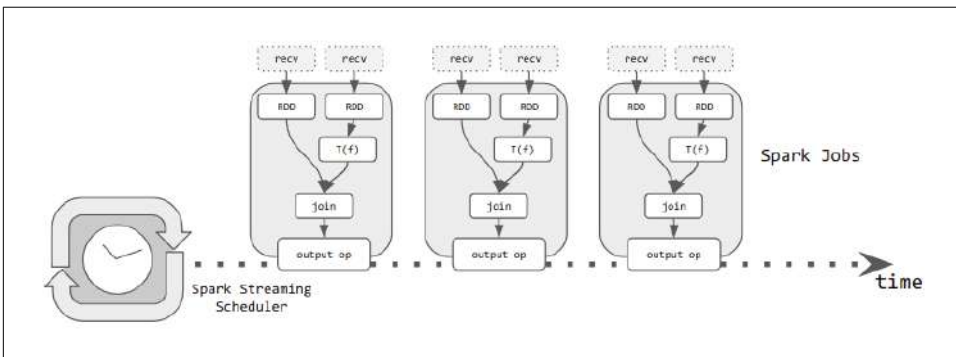 recv recv recv recv recv recv
RDD RDD RDD RDD RDD RDD
T(f) T(f) T(f)
Spark Jobs
join join join
output op output op output op
time
Spark Streaming
Scheduler